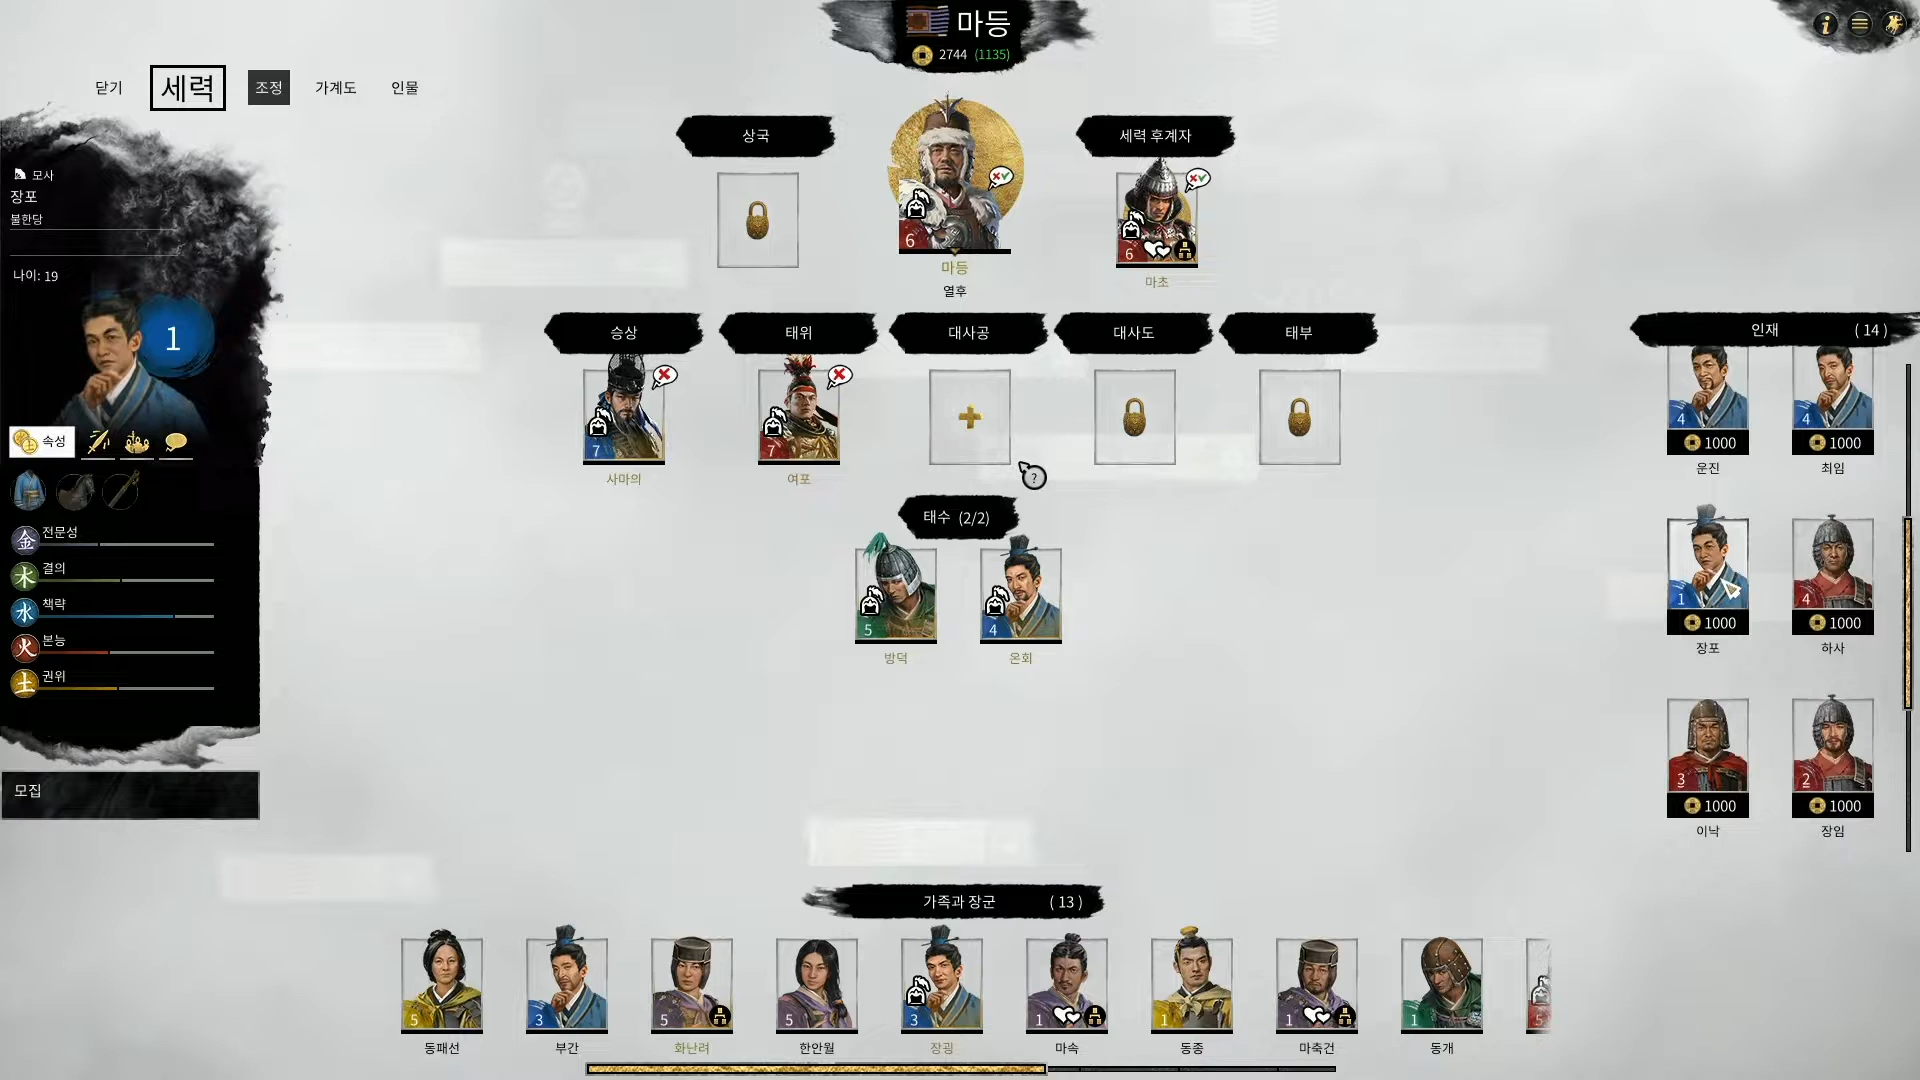 마등
2744 (1135)
닫기 세력 조정 가계도 인물
모사
장포
불한당
나이: 19
1
속성
金 전문성
木 결의
水 책략
火 본능
土 권위
모집
상국
6
마등
열후
세력 후계자
6
마초
승상 태위 대사공 대사도 태부
7 7
사마의 여포
?
태수 (2/2)
5 4
방덕 온회
인재 ( 14 )
4 4
1000 1000
운진 최임
1 4
1000 1000
장포 하사
3 2
1000 1000
이낙 장임
가족과 장군 ( 13 )
5 3 5 5 3 1 1 1 1 5
동패선 부간 화난려 한안월 장굉 마속 동종 마축건 동개